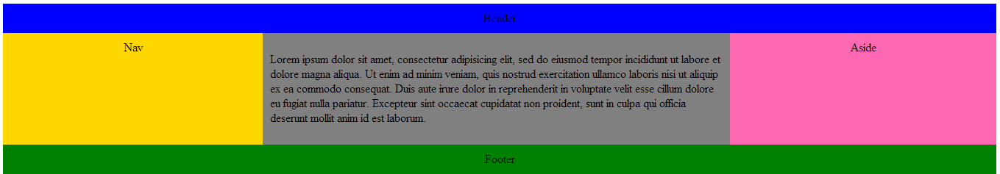 Header
Nav
Lorem ipsum dolor sit amet, consectetur adipisicing elit, sed do eiusmod tempor incididunt ut labore et
dolore magna aliqua. Ut enim ad minim veniam, quis nostrud exercitation ullamco laboris nisi ut aliquip
ex ea commodo consequat. Duis aute irure dolor in reprehenderit in voluptate velit esse cillum dolore
eu fugiat nulla pariatur. Excepteur sint occaecat cupidatat non proident, sunt in culpa qui officia
deserunt mollit anim id est laborum.
Aside
Footer